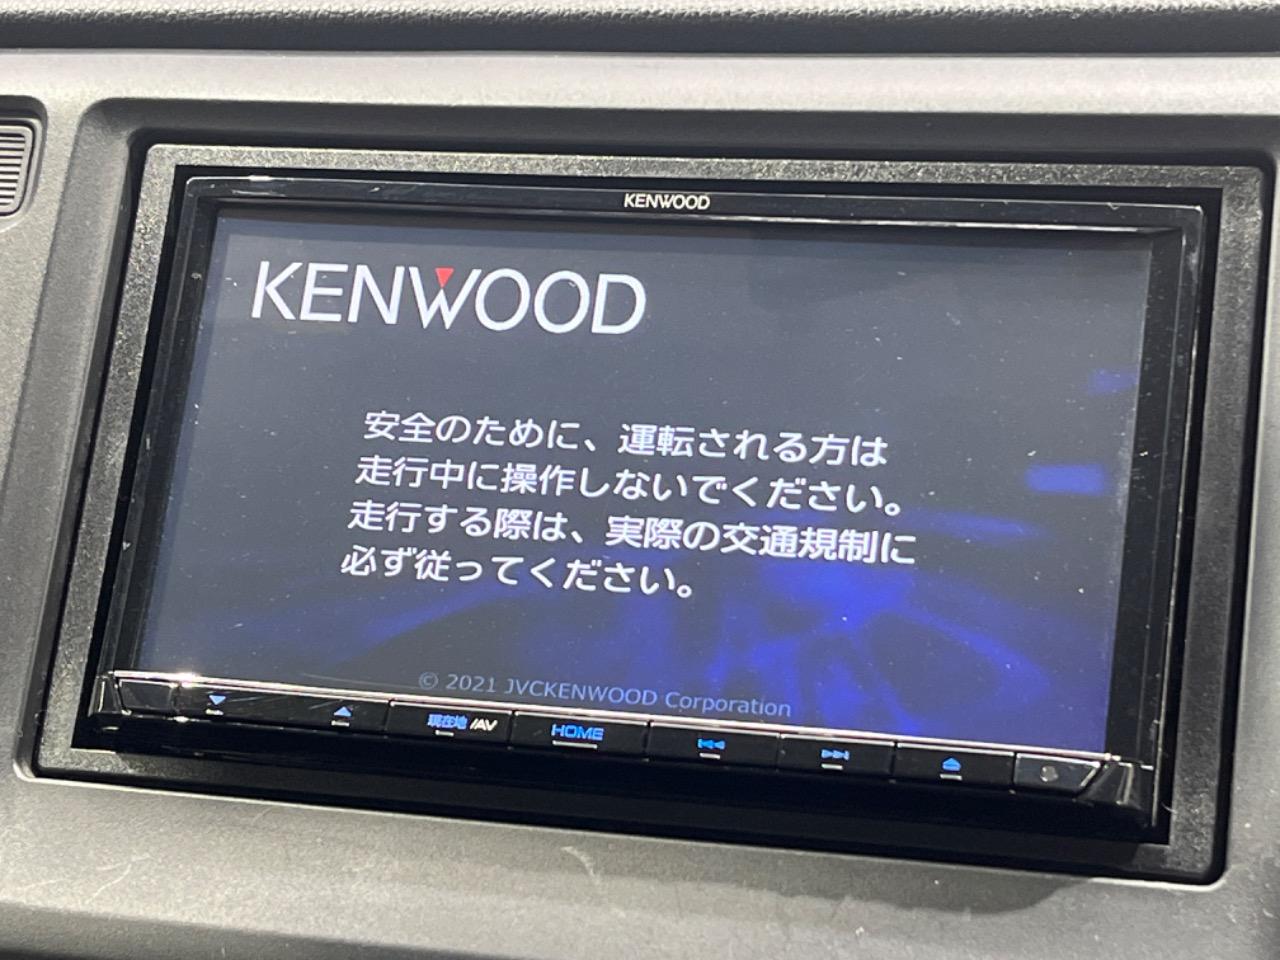 KENWOOD
KENWOOD
安全のために、運転される方は
走行中に操作しないでください。
走行する際は、実際の交通規制に
必ず従ってください。
© 2021 JVCKENWOOD Corporation
現在地 /AV
HOME